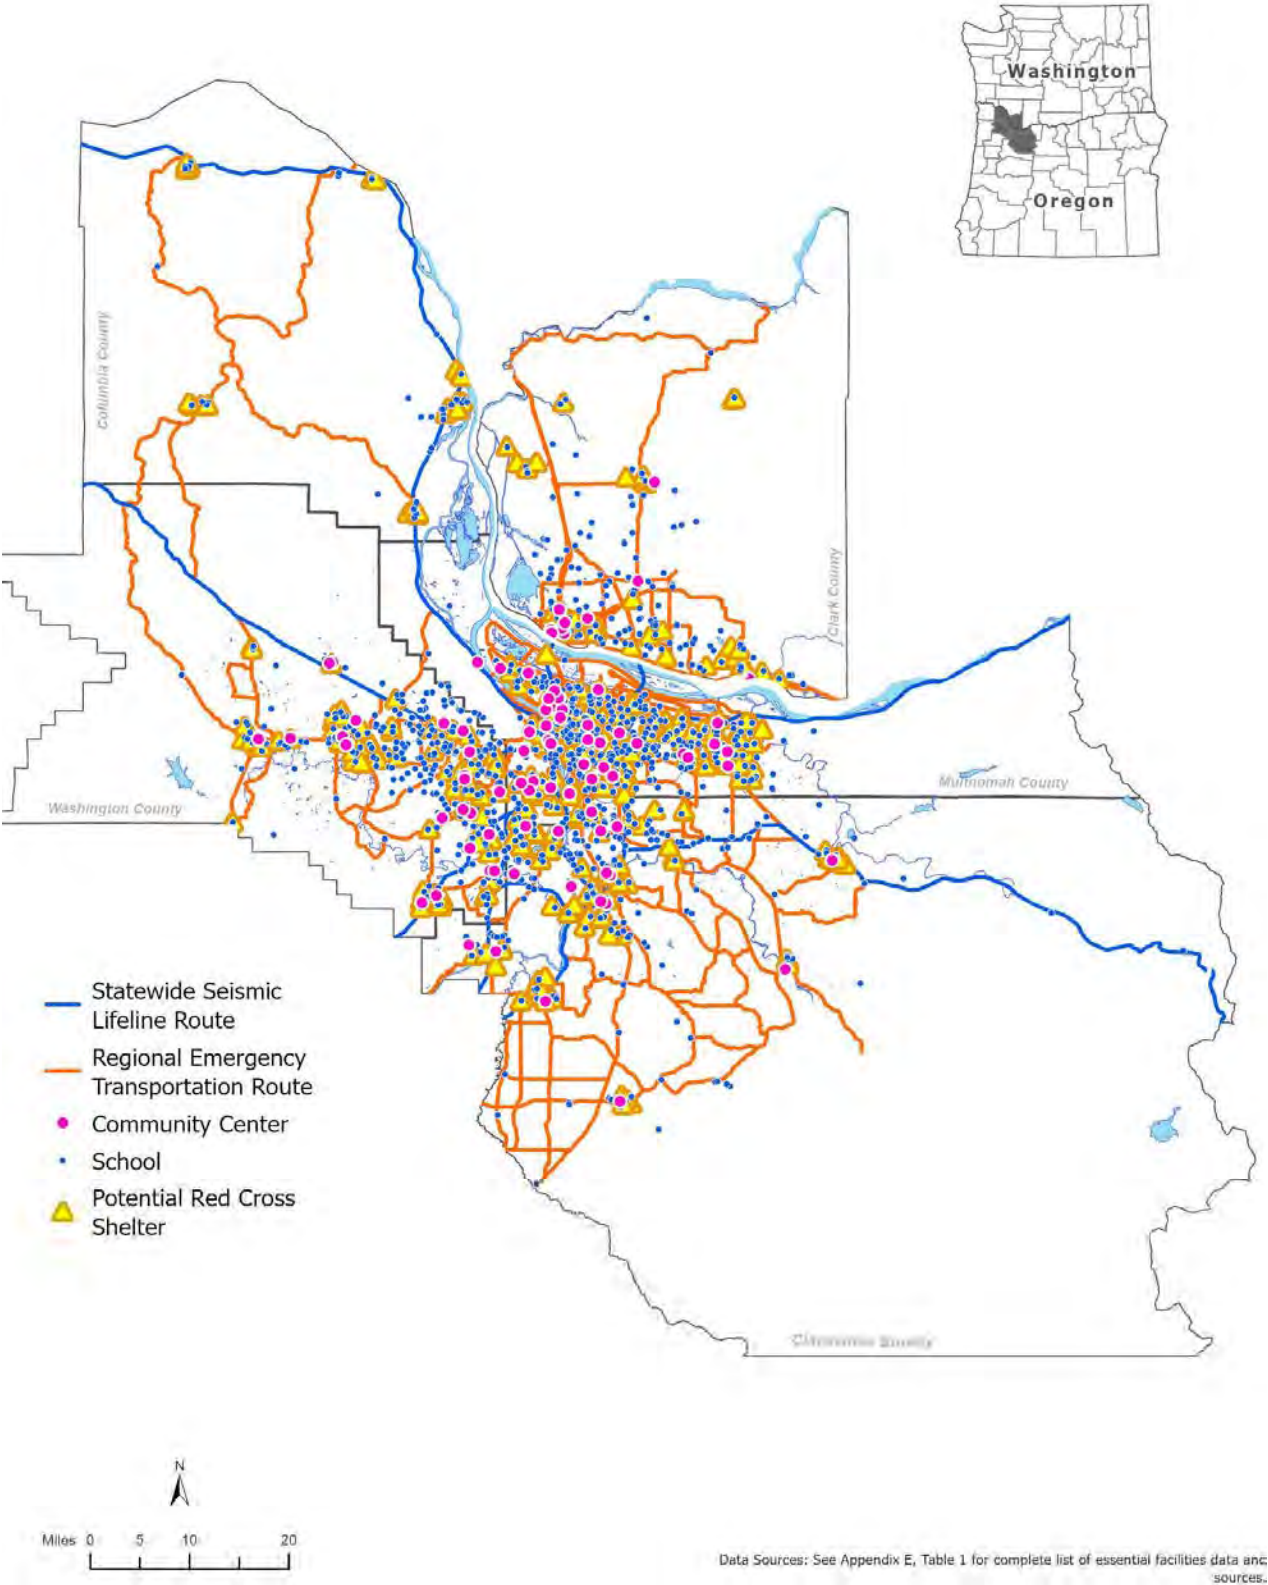 Washington
Oregon
Columbia County
Clark County
Multnomah County
Washington County
Statewide Seismic
Lifeline Route
Regional Emergency
Transportation Route
Community Center
School
Potential Red Cross
Shelter
Clackamas County
N
Miles 0 5 10 20
Data Sources: See Appendix E, Table 1 for complete list of essential facilities data and
sources.